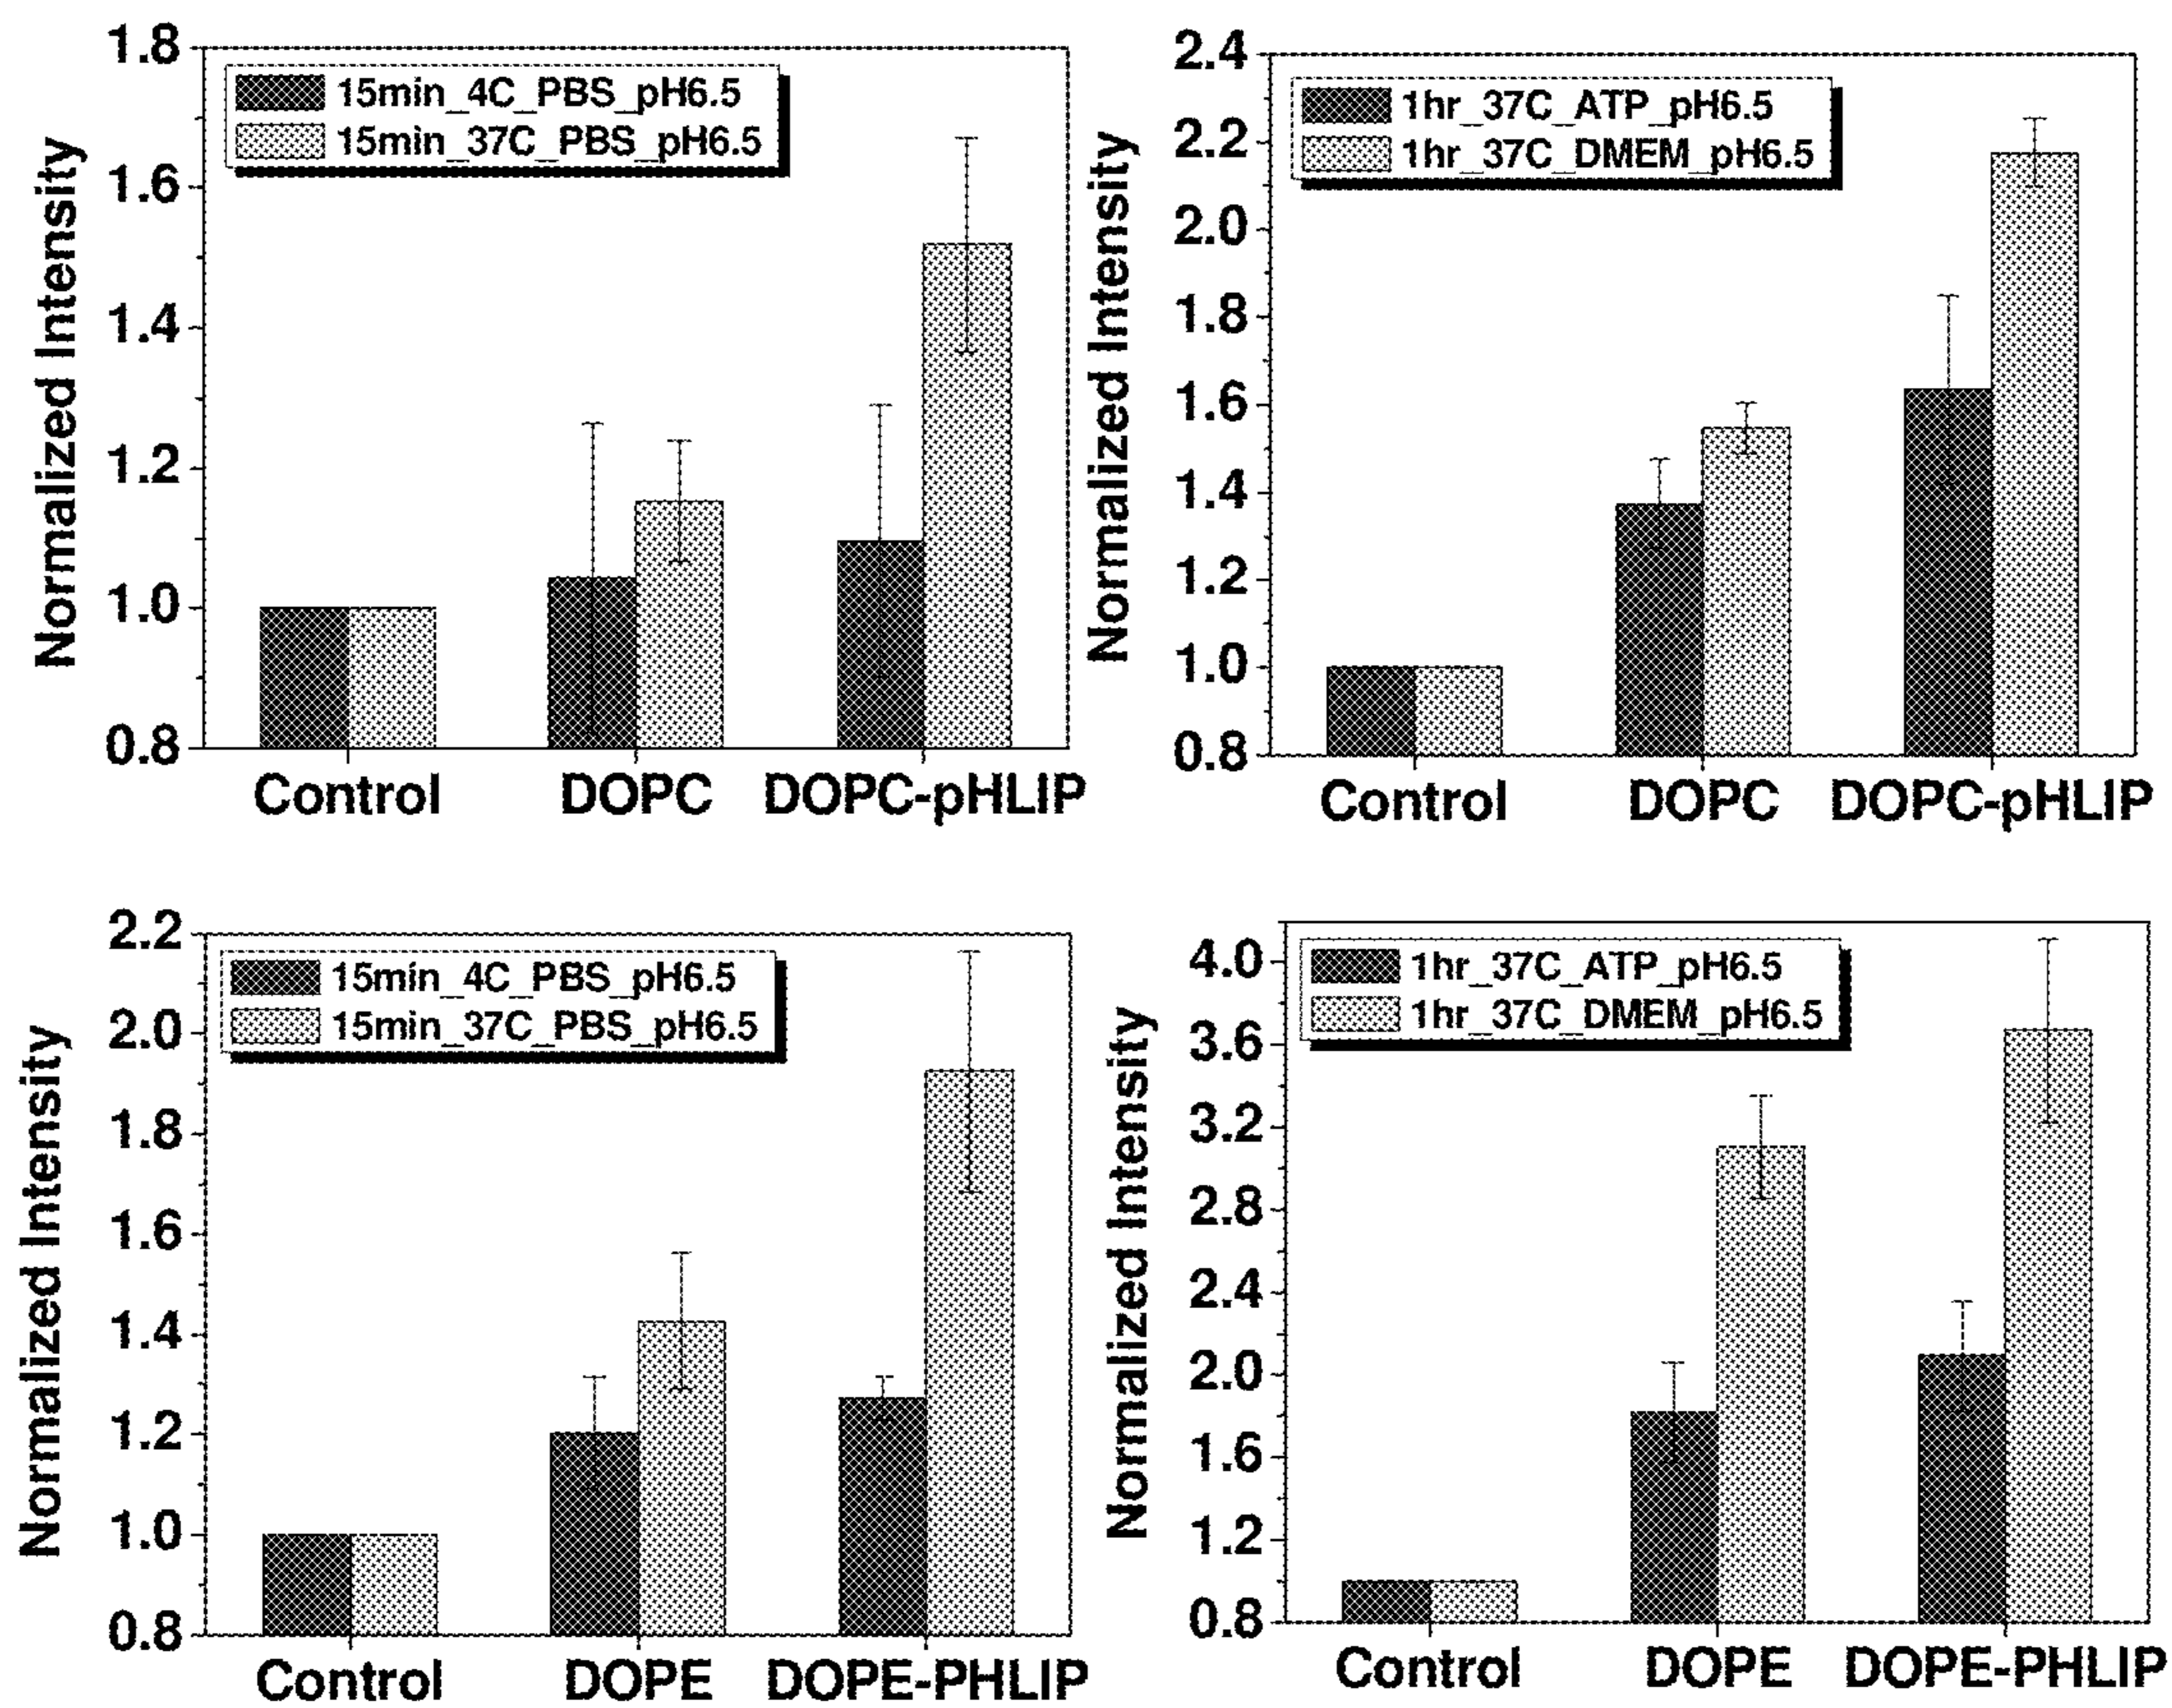 1.8
1.6
1.4
1.2
1.0
0.8
Normalized Intensity
15min_4C_PBS_pH6.5
15min_37C_PBS_pH6.5
Control DOPC DOPC-pHLIP
2.4
2.2
2.0
1.8
1.6
1.4
1.2
1.0
0.8
Normalized Intensity
1hr_37C_ATP_pH6.5
1hr_37C_DMEM_pH6.5
Control DOPC DOPC-pHLIP
2.2
2.0
1.8
1.6
1.4
1.2
1.0
0.8
Normalized Intensity
15min_4C_PBS_pH6.5
15min_37C_PBS_pH6.5
Control DOPE DOPE-PHLIP
4.0
3.6
3.2
2.8
2.4
2.0
1.6
1.2
0.8
Normalized Intensity
1hr_37C_ATP_pH6.5
1hr_37C_DMEM_pH6.5
Control DOPE DOPE-PHLIP